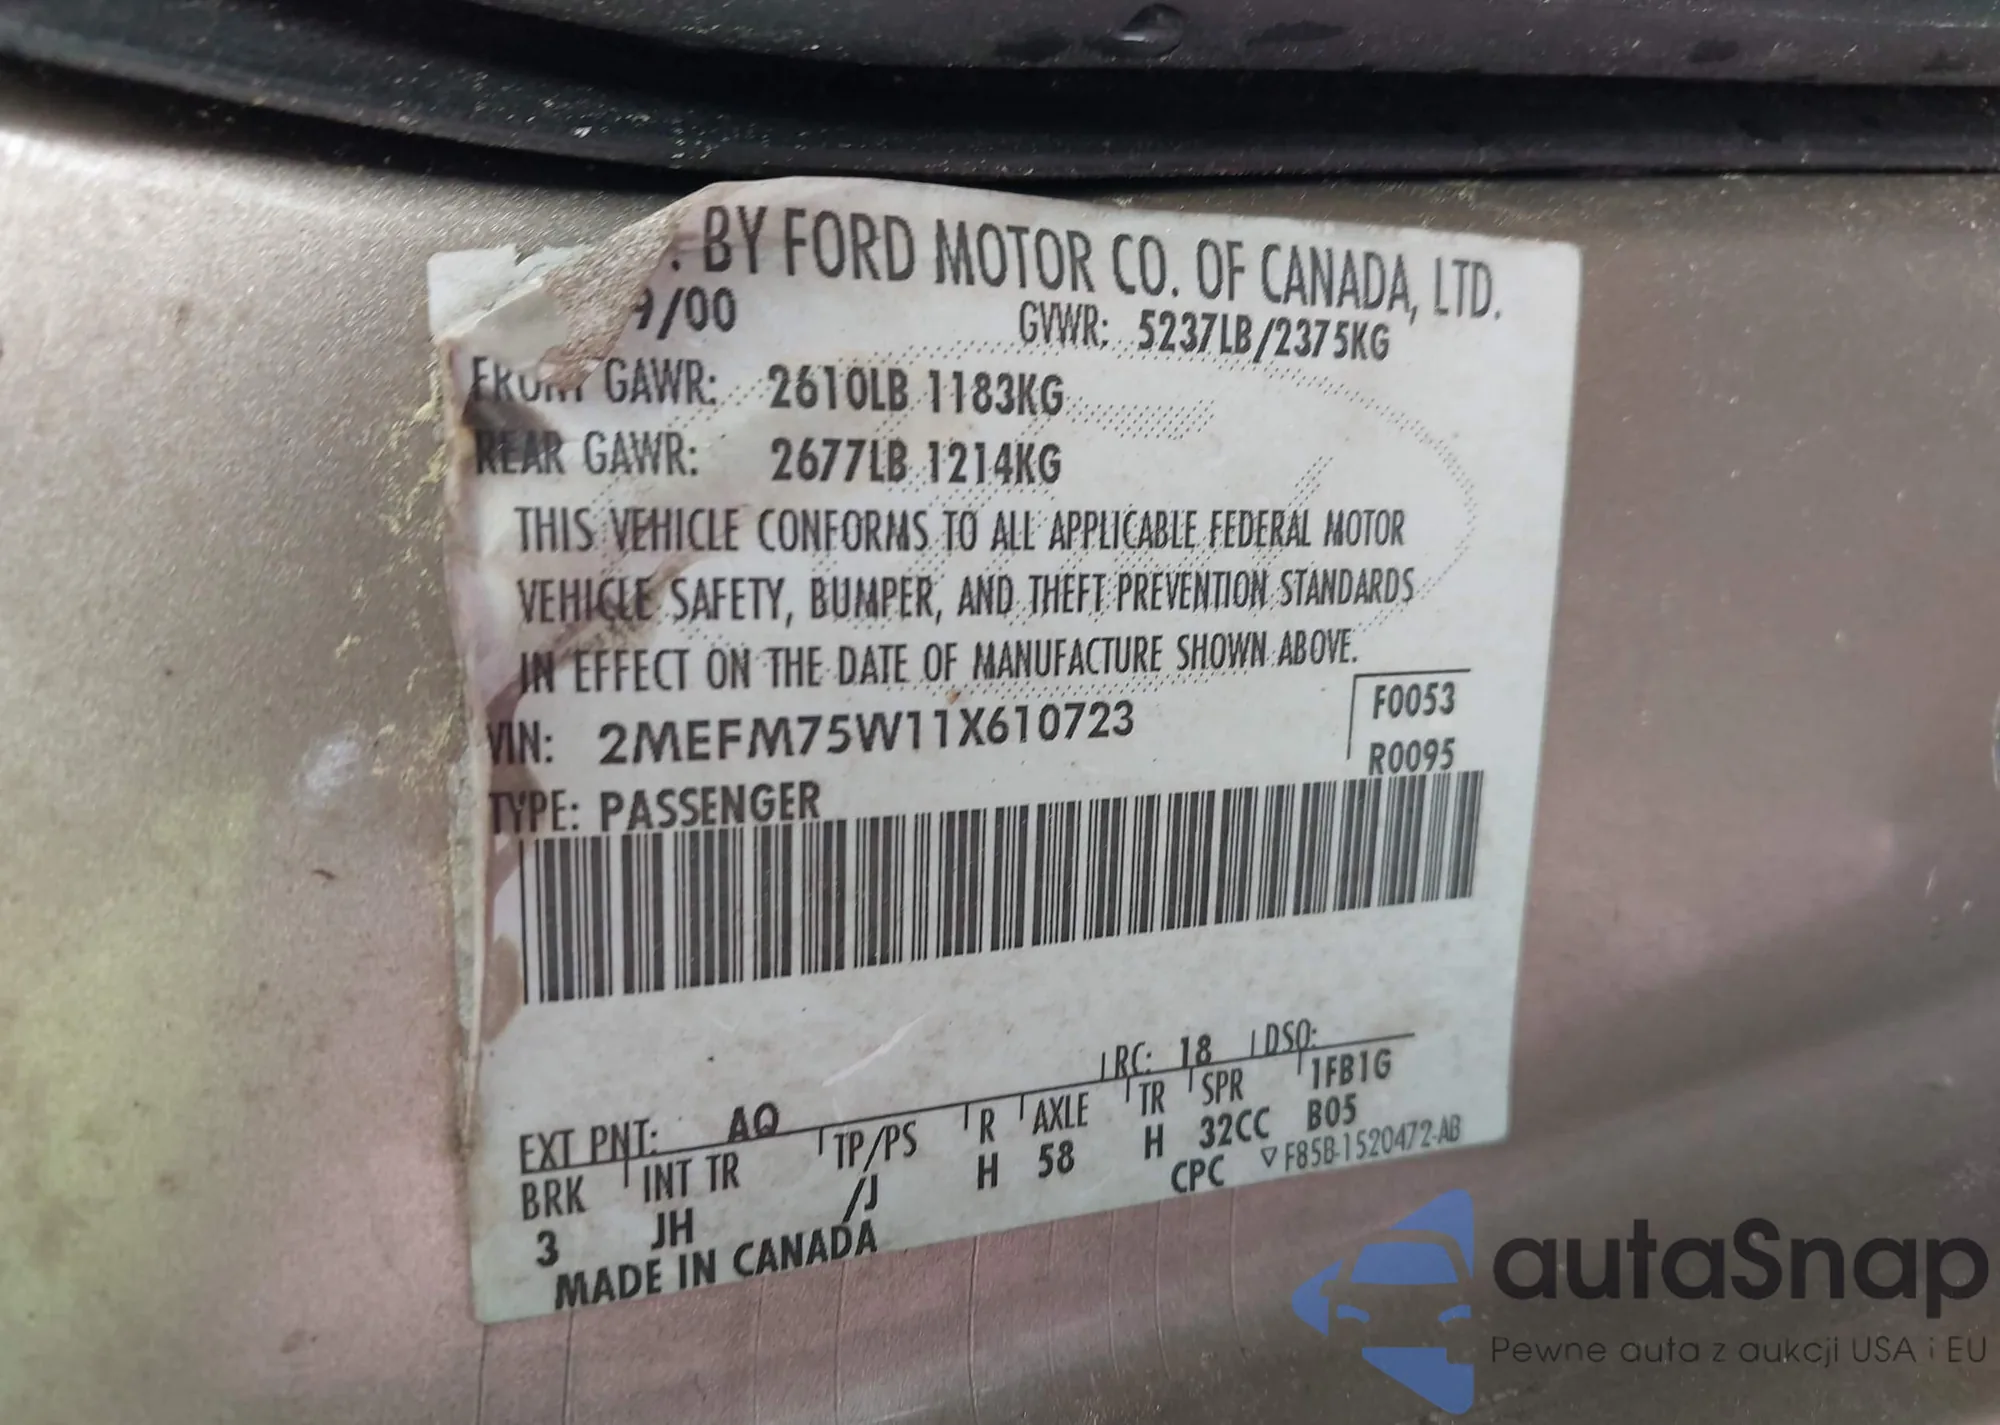 . BY FORD MOTOR CO. OF CANADA, LTD.
9/00 GVWR: 5237LB/2375KG
FRONT GAWR: 2610LB 1183KG
REAR GAWR: 2677LB 1214KG
THIS VEHICLE CONFORMS TO ALL APPLICABLE FEDERAL MOTOR
VEHICLE SAFETY, BUMPER, AND THEFT PREVENTION STANDARDS
IN EFFECT ON THE DATE OF MANUFACTURE SHOWN ABOVE.
F0053
VIN: 2MEFM75W11X610723
R0095
TYPE: PASSENGER
RC: 18 DSO:
EXT PNT: AQ
BRK INT TR TP/PS R AXLE TR SPR 1FB1G
3 JH /J H 58 H 32CC B05
MADE IN CANADA CPC ▽F85B-1520472-AB
autaSnap
Pewne auta z aukcji USA i EU